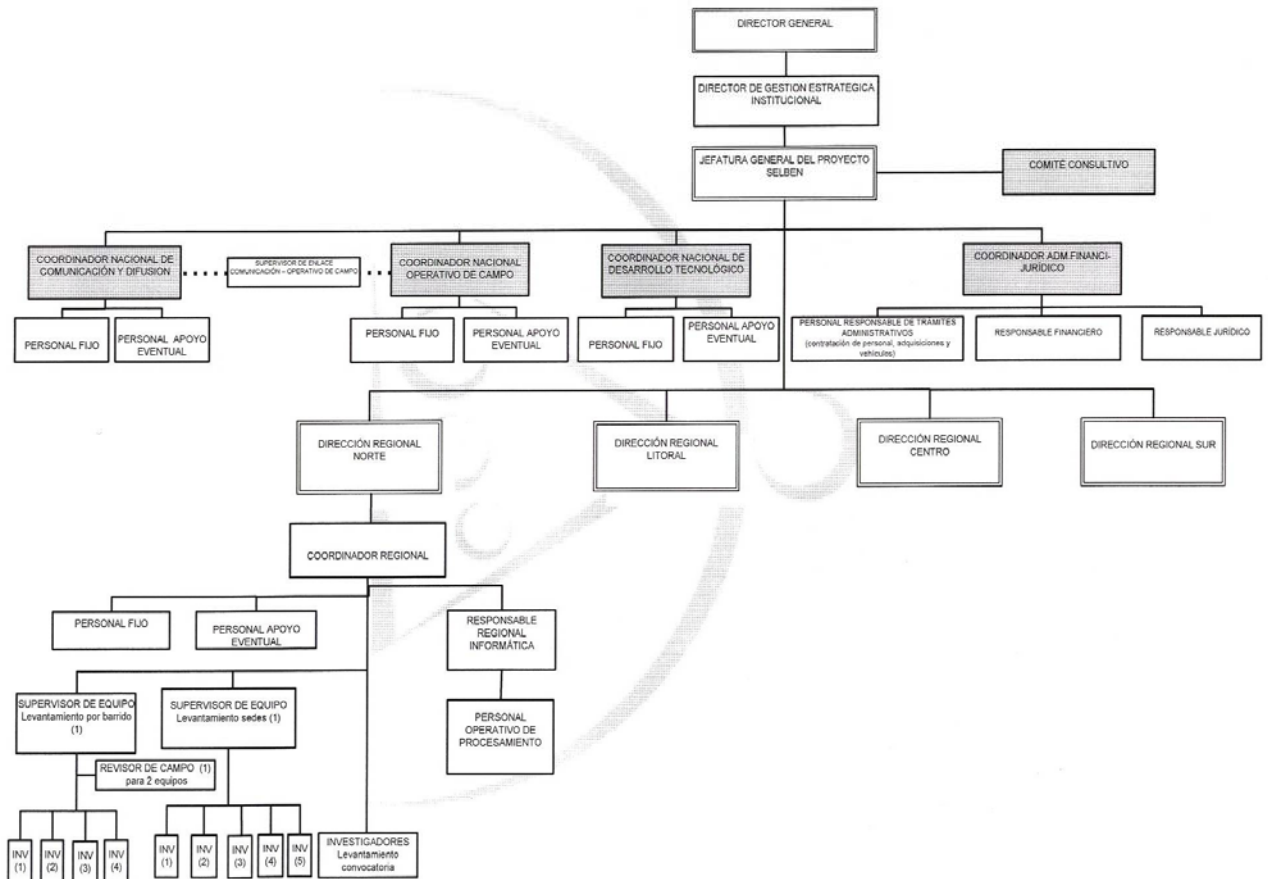 DIRECTOR GENERAL
DIRECTOR DE GESTION ESTRATEGICA
INSTITUCIONAL
JEFATURA GENERAL DEL PROYECTO
SELBEN
COMITÉ CONSULTIVO
COORDINADOR NACIONAL DE
COMUNICACIÓN Y DIFUSION
SUPERVISOR DE ENLACE
COMUNICACIÓN – OPERATIVO DE CAMPO
COORDINADOR NACIONAL
OPERATIVO DE CAMPO
COORDINADOR NACIONAL DE
DESARROLLO TECNOLÓGICO
COORDINADOR ADM.FINANCI-
JURÍDICO
PERSONAL FIJO
PERSONAL APOYO
EVENTUAL
PERSONAL FIJO
PERSONAL APOYO
EVENTUAL
PERSONAL FIJO
PERSONAL APOYO
EVENTUAL
PERSONAL RESPONSABLE DE TRÁMITES
ADMINISTRATIVOS
(contratación de personal, adquisiciones y
vehículos)
RESPONSABLE FINANCIERO
RESPONSABLE JURÍDICO
DIRECCIÓN REGIONAL
NORTE
DIRECCIÓN REGIONAL
LITORAL
DIRECCIÓN REGIONAL
CENTRO
DIRECCIÓN REGIONAL SUR
COORDINADOR REGIONAL
PERSONAL FIJO
PERSONAL APOYO
EVENTUAL
RESPONSABLE
REGIONAL
INFORMÁTICA
SUPERVISOR DE EQUIPO
Levantamiento por barrido
(1)
SUPERVISOR DE EQUIPO
Levantamiento sedes (1)
PERSONAL
OPERATIVO DE
PROCESAMIENTO
REVISOR DE CAMPO (1)
para 2 equipos
INV
(1)
INV
(2)
INV
(3)
INV
(4)
INV
(1)
INV
(2)
INV
(3)
INV
(4)
INV
(5)
INVESTIGADORES
Levantamiento
convocatoria